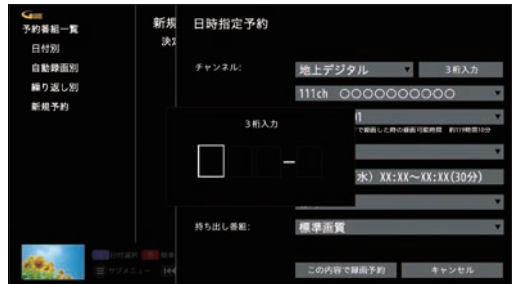 予約番組一覧
日付別
自動録画別
繰り返し別
新規予約
新規
決定
日時指定予約
チャンネル:
地上デジタル
3桁入力
111ch ○○○○○○○○○○
で録画した時の録画可能時間 約119時間10分
3桁入力
–
水) XX:XX～XX:XX(30分)
持ち出し番組:
標準画質
日付選択
サブメニュー
この内容で録画予約
キャンセル